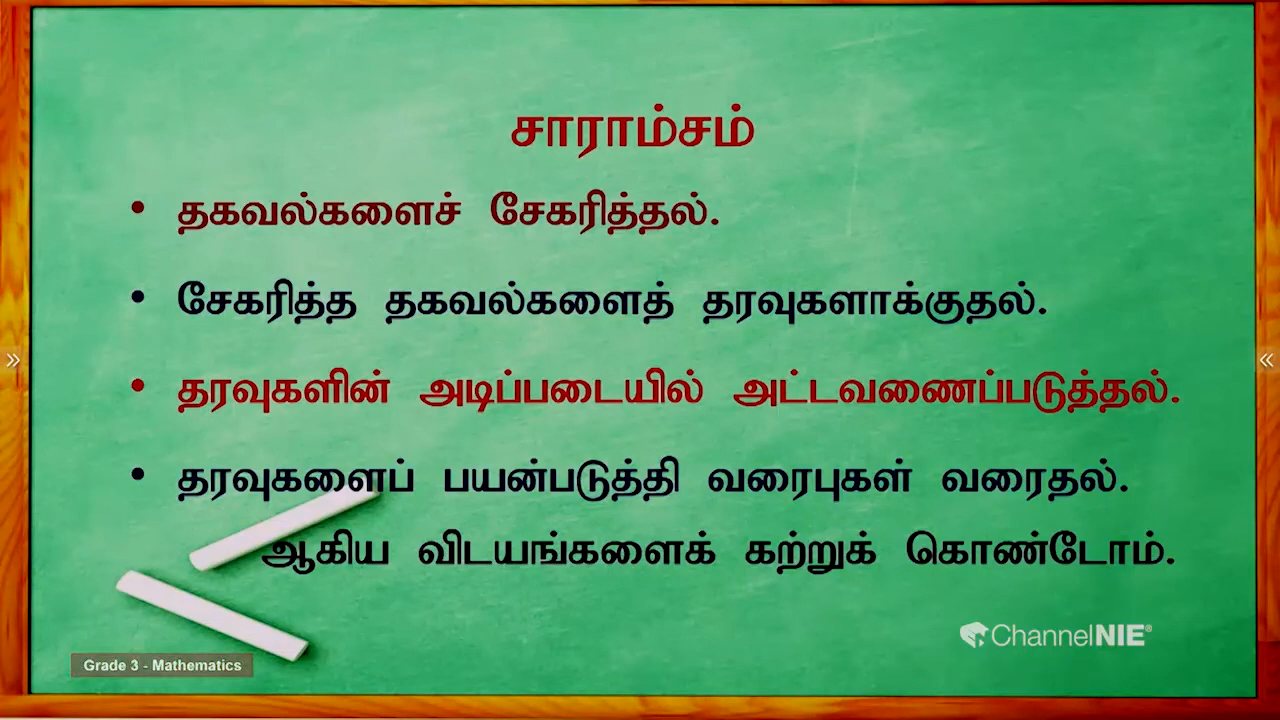 சாராம்சம்
• தகவல்களைச் சேகரித்தல்.
• சேகரித்த தகவல்களைத் தரவுகளாக்குதல்.
• தரவுகளின் அடிப்படையில் அட்டவணைப்படுத்தல்.
• தரவுகளைப் பயன்படுத்தி வரைபுகள் வரைதல்.
ஆகிய விடயங்களைக் கற்றுக் கொண்டோம்.
ChannelNIE®
Grade 3 - Mathematics